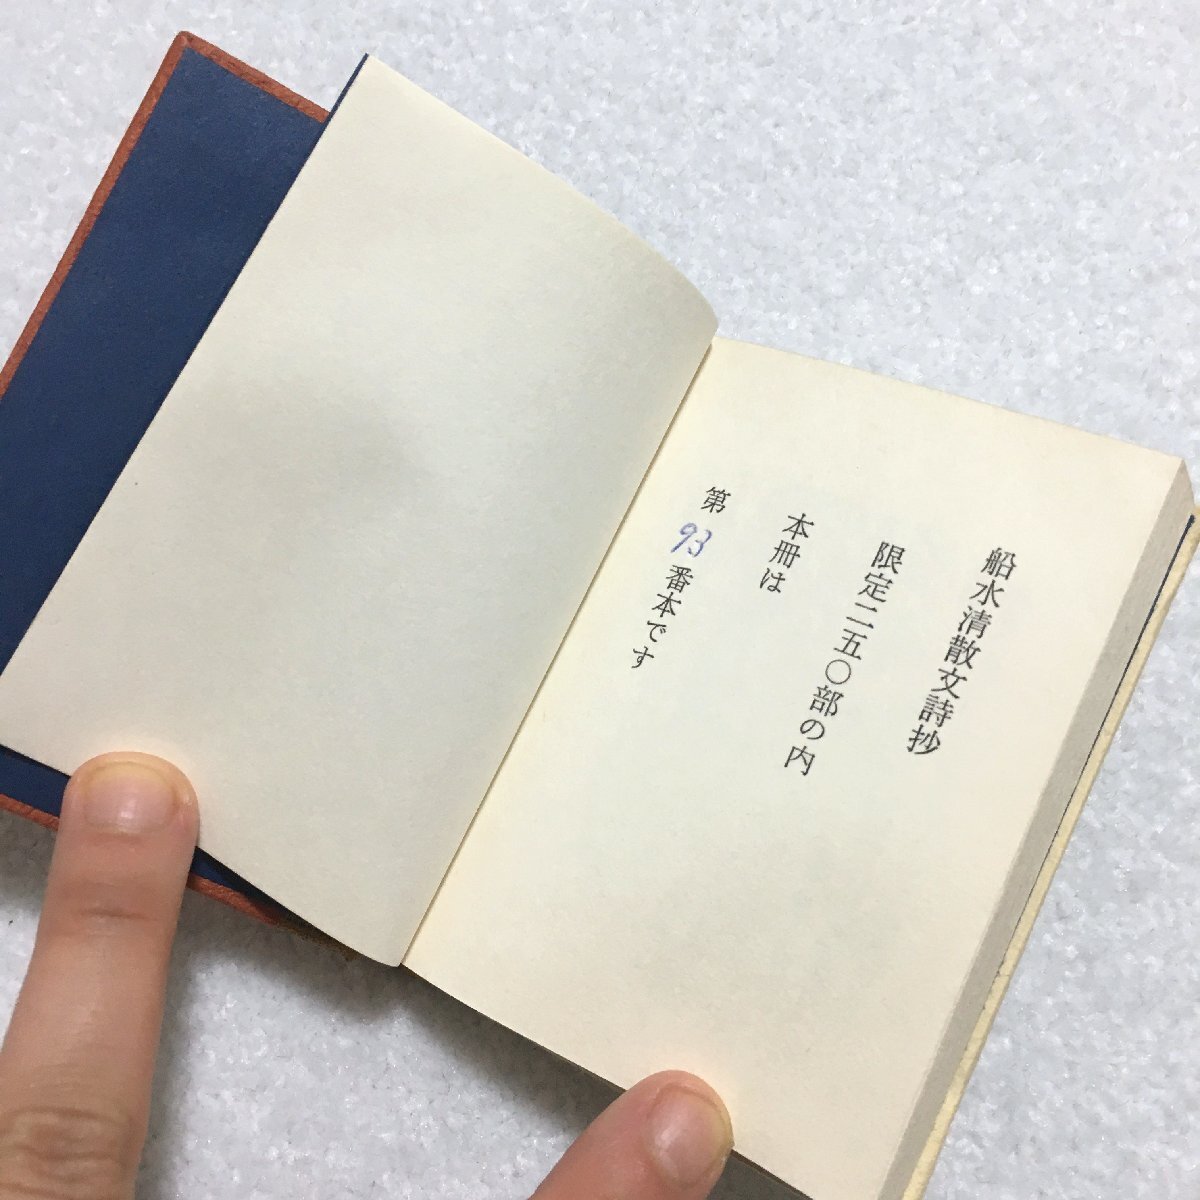 船水清散文詩抄
限定二五〇部の内
本冊は
第93番本です